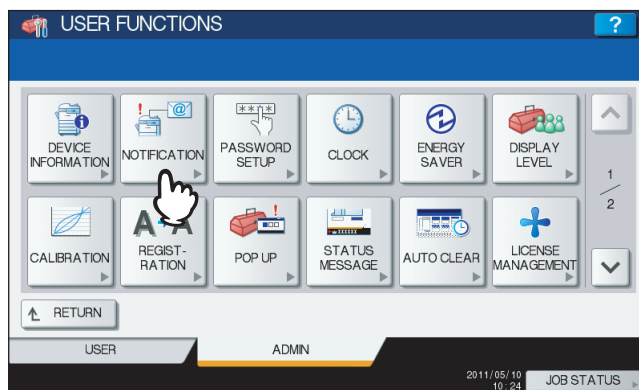 USER FUNCTIONS
?
DEVICE
INFORMATION
NOTIFICATION
PASSWORD
SETUP
CLOCK
ENERGY
SAVER
DISPLAY
LEVEL
1
2
CALIBRATION
REGIST-
RATION
POP UP
STATUS
MESSAGE
AUTO CLEAR
LICENSE
MANAGEMENT
RETURN
USER
ADMIN
2011/05/10
10:24
JOB STATUS